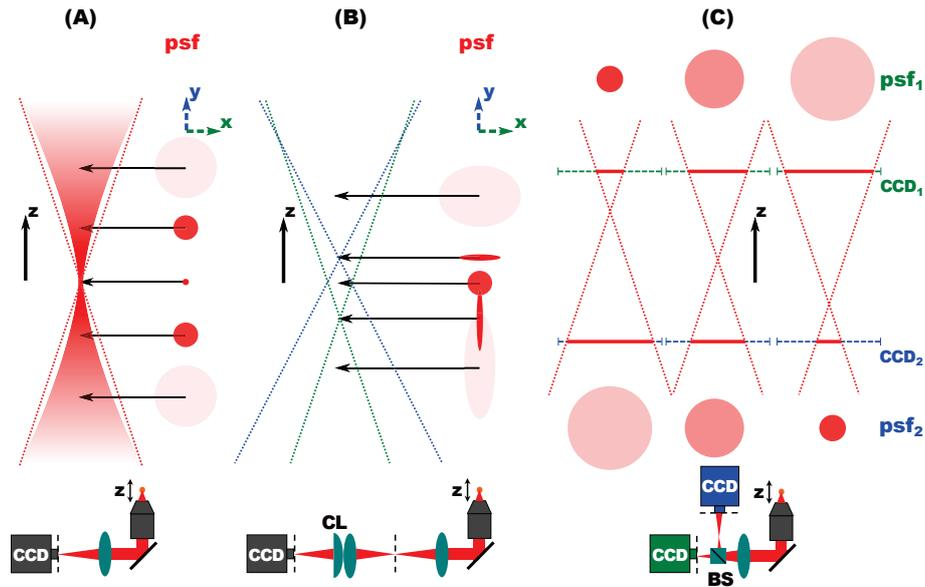 (A)
psf
y
x
z
z
CCD
(B)
psf
y
x
z
CL
z
CCD
(C)
psf1
CCD1
z
CCD2
psf2
CCD
z
CCD
BS